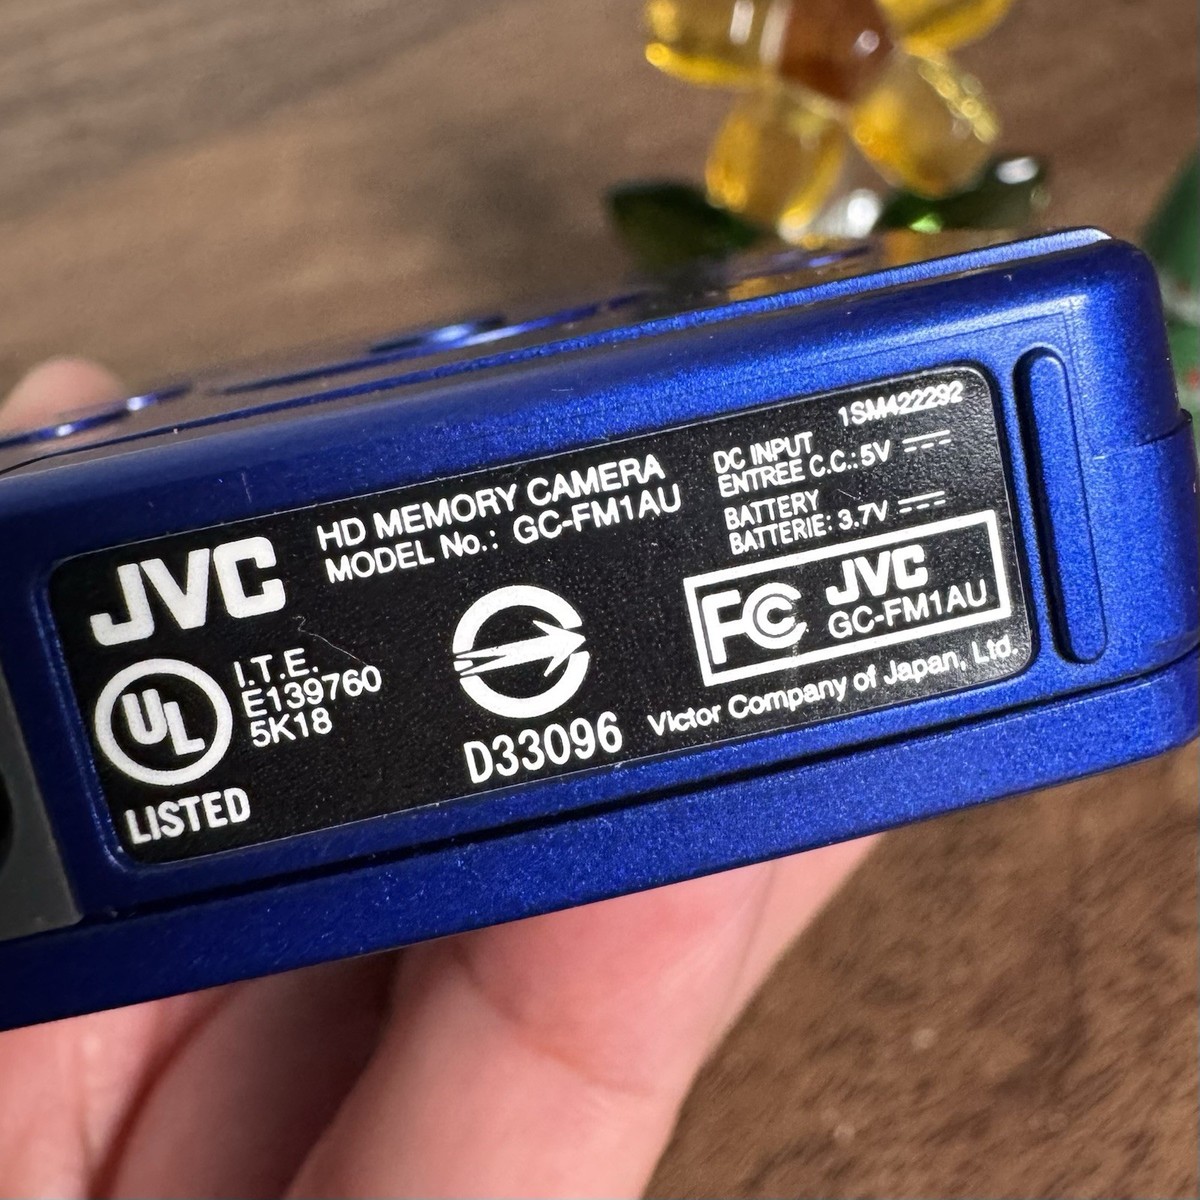 JVC
HD MEMORY CAMERA
MODEL No.: GC-FM1AU
1SM422292
DC INPUT
ENTREE C.C.: 5V
BATTERY
BATTERIE: 3.7V
UL
LISTED
I.T.E.
E139760
5K18
D33096
FC JVC
GC-FM1AU
Victor Company of Japan, Ltd.